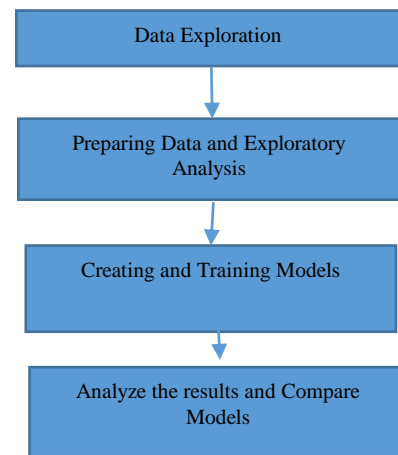 Data Exploration
Preparing Data and Exploratory
Analysis
Creating and Training Models
Analyze the results and Compare
Models